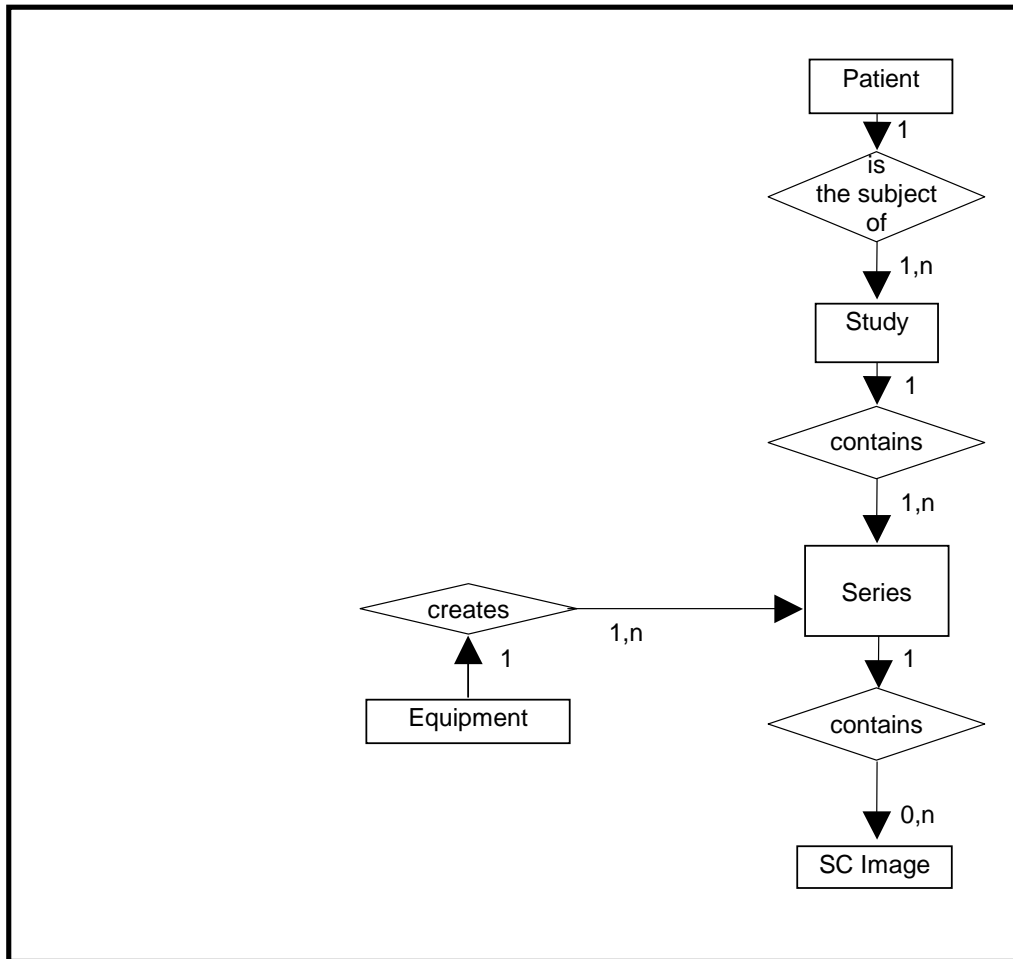 Patient
1
is
the subject
of
1,n
Study
1
contains
1,n
Series
creates
1,n
1
1
Equipment
contains
0,n
SC Image